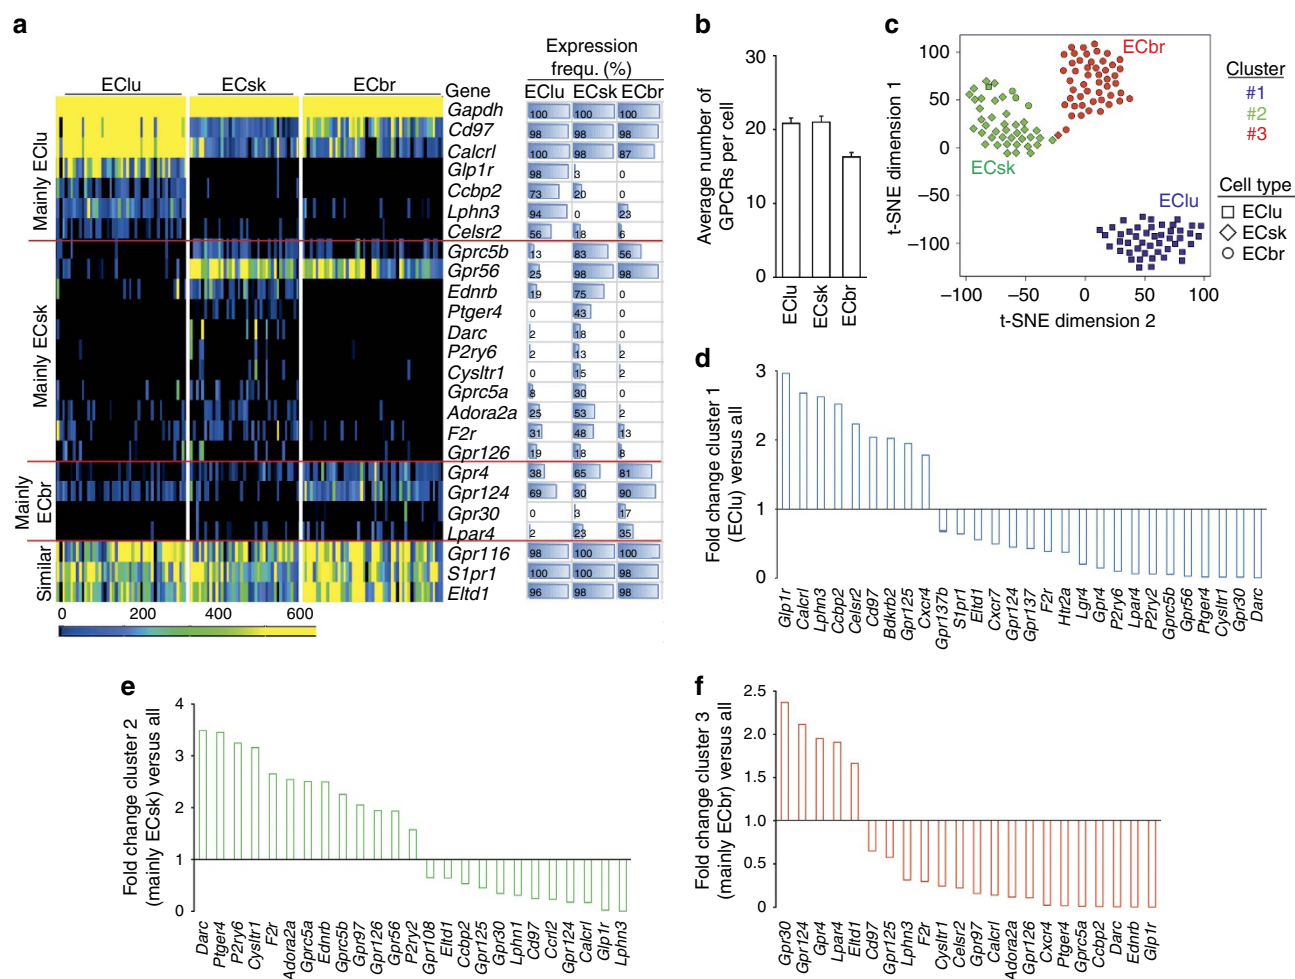 a
Expression
frequ. (%)
EClu ECsk ECbr Gene EClu ECsk ECbr
Mainly EClu
Gapdh 100 100 100
Cd97 98 98 98
Calcrl 100 98 87
Glp1r 98 3 0
Ccbp2 73 20 0
Lphn3 94 0 23
Celsr2 56 18 6
Mainly ECsk
Gprc5b 13 83 56
Gpr56 25 98 98
Ednrb 19 75 0
Ptger4 0 43 0
Darc 2 18 0
P2ry6 2 13 2
Cysltr1 0 15 2
Gprc5a 8 30 0
Adora2a 25 53 2
F2r 31 48 13
Gpr126 19 18 8
Mainly
ECbr
Gpr4 38 65 81
Gpr124 69 30 90
Gpr30 0 3 17
Lpar4 2 23 35
Similar
Gpr116 98 100 100
S1pr1 100 100 98
Eltd1 96 98 98
0 200 400 600
b
Average number of
GPCRs per cell
30
20
10
0
EClu ECsk ECbr
c
t-SNE dimension 1
100
50
0
−50
−100
ECbr
ECsk
EClu
−100 −50 0 50 100
t-SNE dimension 2
Cluster
#1
#2
#3
Cell type
EClu
ECsk
ECbr
d
Fold change cluster 1
(EClu) versus all
3
2
1
0
Glp1r Calcrl Lphn3 Ccbp2 Celsr2 Cd97 Bdkrb2 Gpr125 Cxcr4 Gpr137b S1pr1 Eltd1 Cxcr7 Gpr124 Gpr137 F2r Htr2a Lgr4 Gpr4 P2ry6 Lpar4 P2ry2 Gprc5b Gpr56 Ptger4 Cysltr1 Gpr30 Darc
e
Fold change cluster 2
(mainly ECsk) versus all
4
3
2
1
0
Darc Ptger4 P2ry6 Cysltr1 F2r Adora2a Gprc5a Ednrb Gprc5b Gpr97 Gpr126 Gpr56 P2ry2 Gpr108 Eltd1 Ccbp2 Gpr125 Gpr30 Lphn1 Cd97 Ccrl2 Gpr124 Calcrl Glp1r Lphn3
f
Fold change cluster 3
(mainly ECbr) versus all
2.5
2.0
1.5
1.0
0.5
0
Gpr30 Gpr124 Gpr4 Lpar4 Eltd1 Cd97 Gpr125 Lphn3 F2r Cysltr1 Celsr2 Gpr97 Calcrl Adora2a Gpr126 Cxcr4 Ptger4 Gprc5a Ccbp2 Darc Ednrb Glp1r